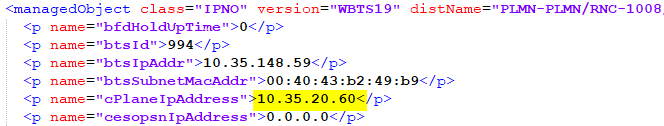 <managedObject class="IPNO" version="WBTS19" distName="PLMN-PLMN/RNC-1008/
<p name="bfdHoldUpTime">0</p>
<p name="btsId">994</p>
<p name="btsIpAddr">10.35.148.59</p>
<p name="btsSubnetMacAddr">00:40:43:b2:49:b9</p>
<p name="cPlaneIpAddress">10.35.20.60</p>
<p name="cesopsnIpAddress">0.0.0.0</p>